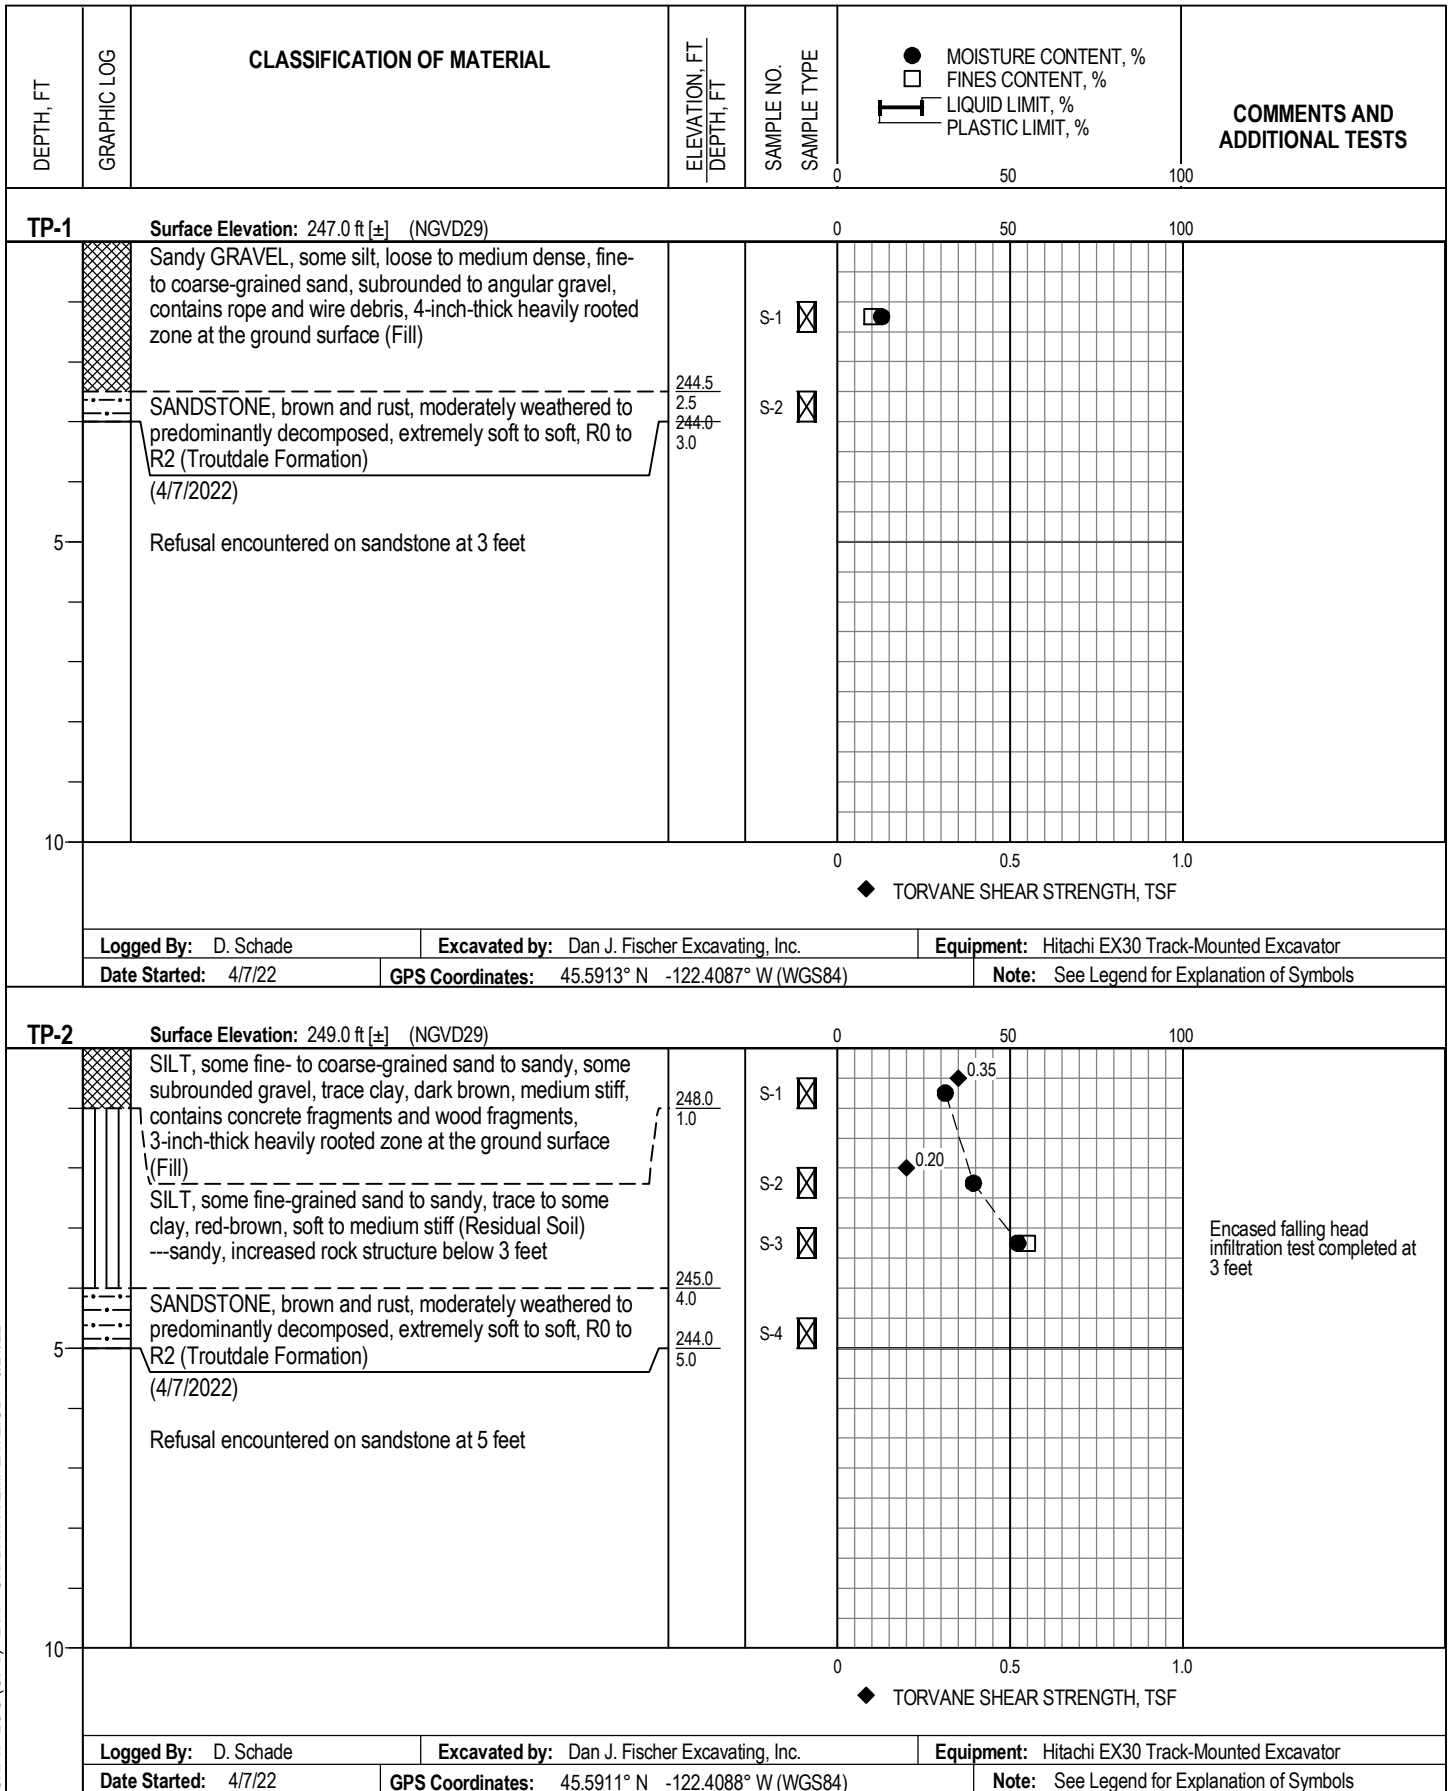 DEPTH, FT
GRAPHIC LOG
CLASSIFICATION OF MATERIAL
ELEVATION, FT
DEPTH, FT
SAMPLE NO.
SAMPLE TYPE
MOISTURE CONTENT, %
FINES CONTENT, %
LIQUID LIMIT, %
PLASTIC LIMIT, %
0 50 100
COMMENTS AND
ADDITIONAL TESTS
TP-1 Surface Elevation: 247.0 ft [±] (NGVD29) 0 50 100
Sandy GRAVEL, some silt, loose to medium dense, fine-
to coarse-grained sand, subrounded to angular gravel,
contains rope and wire debris, 4-inch-thick heavily rooted
zone at the ground surface (Fill)
S-1
244.5
2.5
SANDSTONE, brown and rust, moderately weathered to
predominantly decomposed, extremely soft to soft, R0 to
R2 (Troutdale Formation)
S-2
244.0
3.0
(4/7/2022)
5
Refusal encountered on sandstone at 3 feet
10
0 0.5 1.0
TORVANE SHEAR STRENGTH, TSF
Logged By: D. Schade Excavated by: Dan J. Fischer Excavating, Inc. Equipment: Hitachi EX30 Track-Mounted Excavator
Date Started: 4/7/22 GPS Coordinates: 45.5913° N -122.4087° W (WGS84) Note: See Legend for Explanation of Symbols
TP-2 Surface Elevation: 249.0 ft [±] (NGVD29) 0 50 100
SILT, some fine- to coarse-grained sand to sandy, some
subrounded gravel, trace clay, dark brown, medium stiff,
contains concrete fragments and wood fragments,
3-inch-thick heavily rooted zone at the ground surface
(Fill)
248.0
1.0
S-1
0.35
SILT, some fine-grained sand to sandy, trace to some
clay, red-brown, soft to medium stiff (Residual Soil)
---sandy, increased rock structure below 3 feet
S-2
0.20
S-3
Encased falling head
infiltration test completed at
3 feet
245.0
4.0
SANDSTONE, brown and rust, moderately weathered to
predominantly decomposed, extremely soft to soft, R0 to
R2 (Troutdale Formation)
S-4
5
244.0
5.0
(4/7/2022)
Refusal encountered on sandstone at 5 feet
10
0 0.5 1.0
TORVANE SHEAR STRENGTH, TSF
Logged By: D. Schade Excavated by: Dan J. Fischer Excavating, Inc. Equipment: Hitachi EX30 Track-Mounted Excavator
Date Started: 4/7/22 GPS Coordinates: 45.5911° N -122.4088° W (WGS84) Note: See Legend for Explanation of Symbols